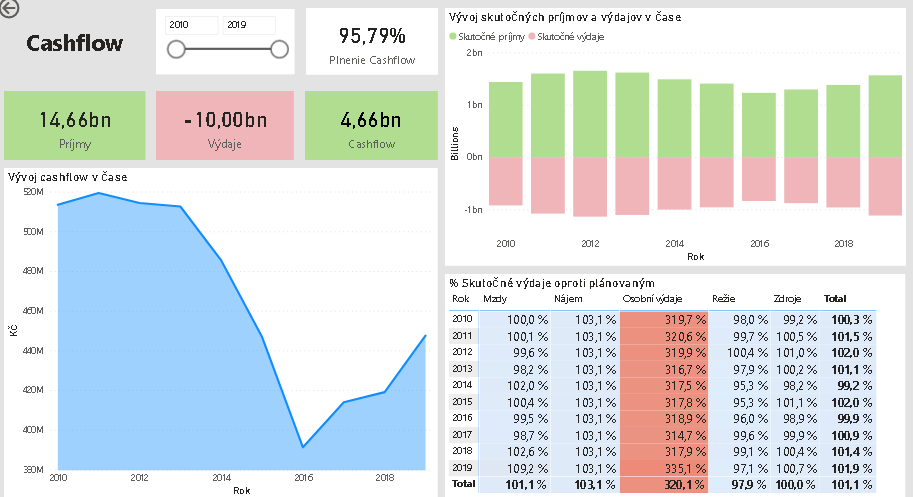 Cashflow
2010 2019
95,79%
Plnenie Cashflow
14,66bn
Príjmy
-10,00bn
Výdaje
4,66bn
Cashflow
Vývoj cashflow v čase
520M
500M
480M
460M
440M
420M
400M
380M
Kč
2010 2012 2014 2016 2018
Rok
Vývoj skutočných príjmov a výdajov v čase
Skutočné príjmy Skutočné výdaje
2bn
1bn
0bn
-1bn
Billions
2010 2012 2014 2016 2018
Rok
% Skutočné výdaje oproti plánovaným
Rok Mzdy Nájem Osobní výdaje Režie Zdroje Total
2010 100,0 % 103,1 % 319,7 % 98,0 % 99,2 % 100,3 %
2011 100,1 % 103,1 % 320,6 % 99,7 % 100,5 % 101,5 %
2012 99,6 % 103,1 % 319,9 % 100,4 % 101,0 % 102,0 %
2013 98,2 % 103,1 % 316,7 % 97,9 % 100,2 % 101,1 %
2014 102,0 % 103,1 % 317,5 % 95,3 % 98,2 % 99,2 %
2015 100,4 % 103,1 % 317,8 % 95,3 % 101,1 % 102,0 %
2016 99,5 % 103,1 % 318,9 % 96,0 % 98,9 % 99,9 %
2017 98,7 % 103,1 % 314,7 % 99,6 % 99,9 % 100,9 %
2018 102,6 % 103,1 % 317,9 % 99,1 % 100,4 % 101,4 %
2019 109,2 % 103,1 % 335,1 % 97,1 % 100,7 % 101,9 %
Total 101,1 % 103,1 % 320,1 % 97,9 % 100,0 % 101,1 %